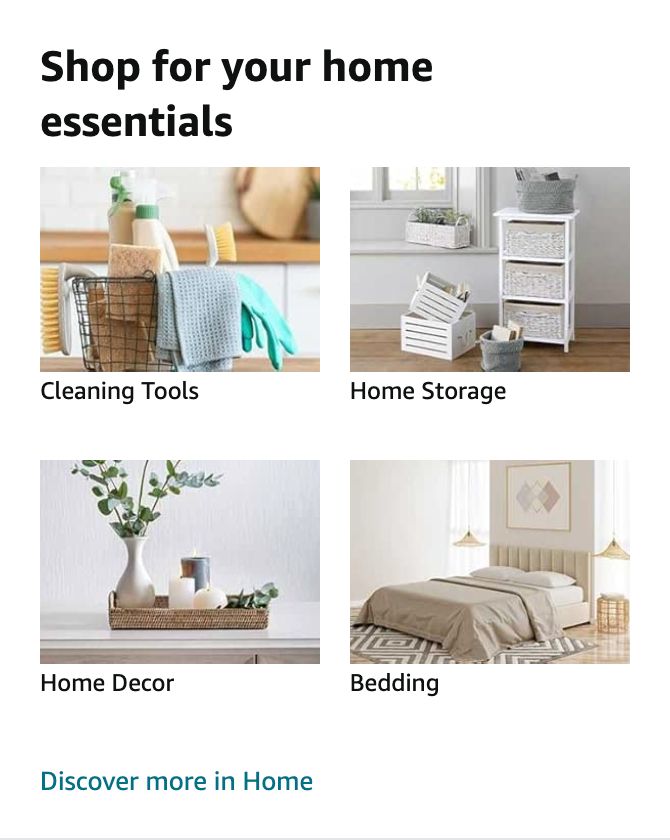 Shop for your home
essentials
Cleaning Tools
Home Storage
Home Decor
Bedding
Discover more in Home